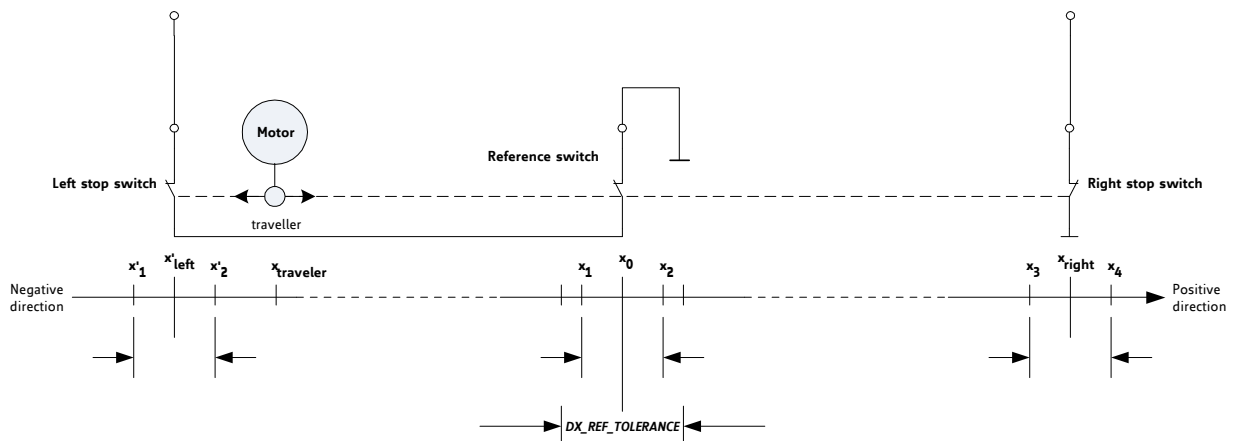 Motor
Reference switch
Left stop switch
Right stop switch
traveller
x'1
x'left
x'2
xtraveler
x1
x0
x2
x3
xright
x4
Negative
direction
Positive
direction
DX_REF_TOLERANCE